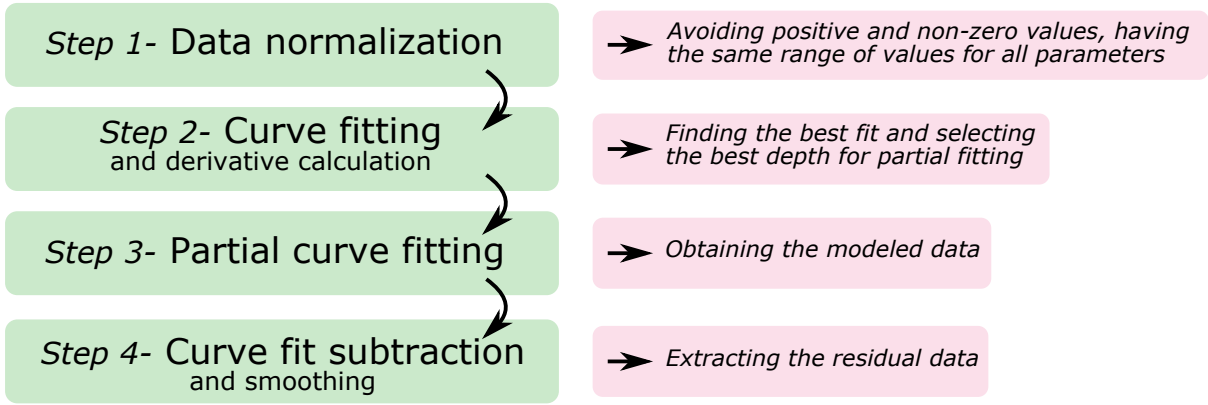 Step 1- Data normalization
Avoiding positive and non-zero values, having
the same range of values for all parameters
Step 2- Curve fitting
and derivative calculation
Finding the best fit and selecting
the best depth for partial fitting
Step 3- Partial curve fitting
Obtaining the modeled data
Step 4- Curve fit subtraction
and smoothing
Extracting the residual data